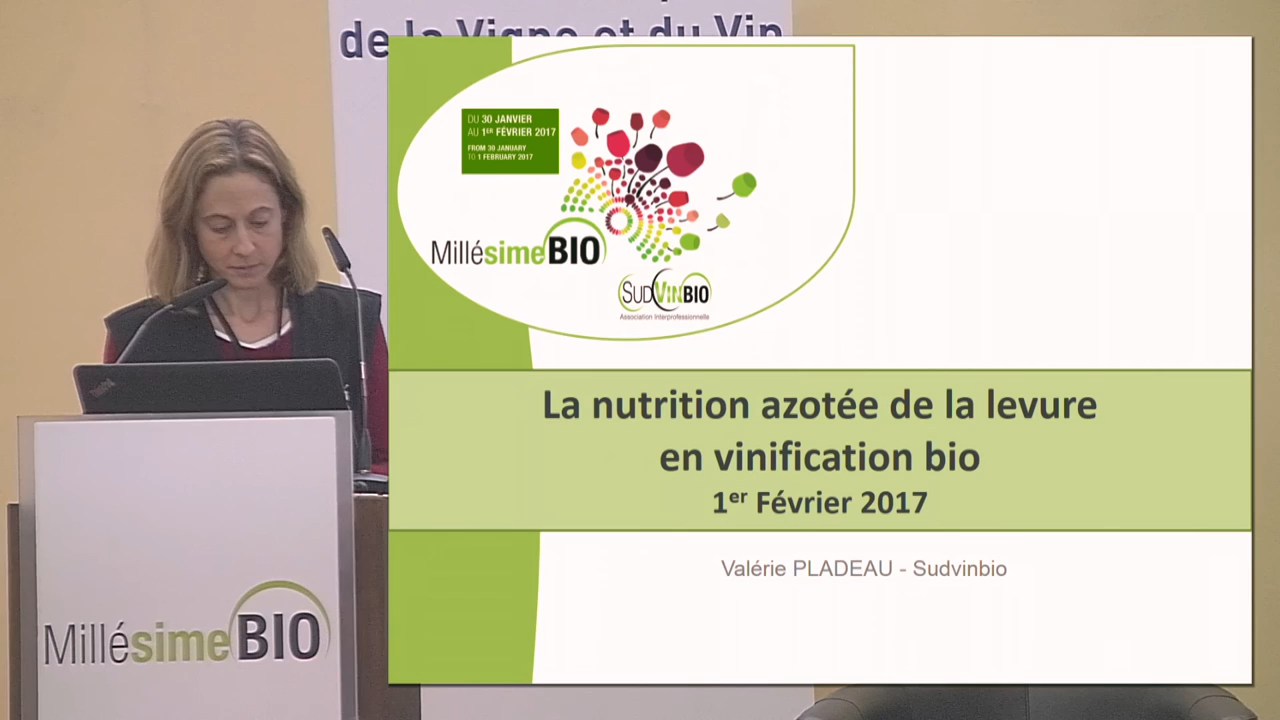 de la Vigne et du Vin
DU 30 JANVIER
AU 1ER FÉVRIER 2017
FROM 30 JANUARY
TO 1 FEBRUARY 2017
MillésimeBIO
SUDVINBIO
Association Interprofessionnelle
La nutrition azotée de la levure
en vinification bio
1er Février 2017
Valérie PLADEAU - Sudvinbio
ThinkPad
MillésimeBIO